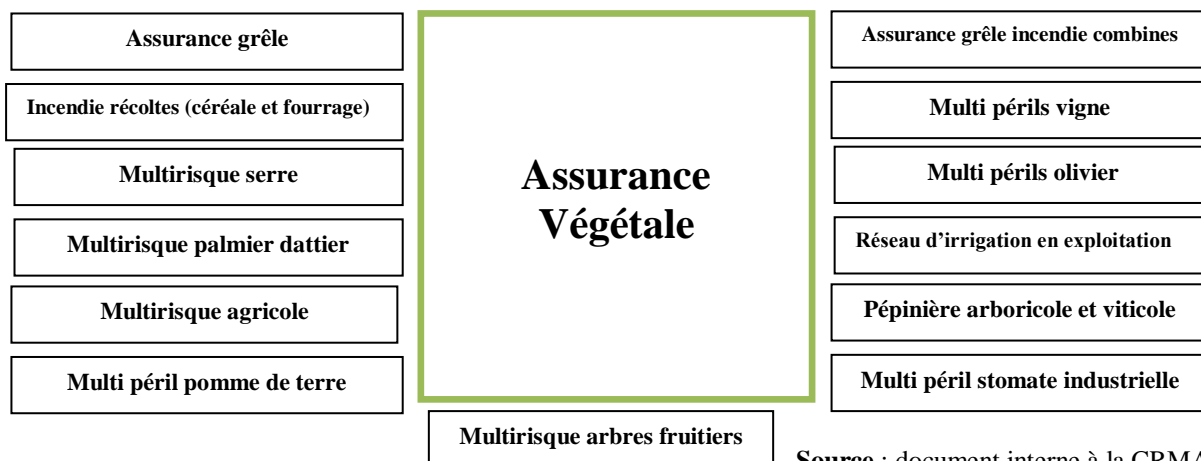 Assurance grêle
Incendie récoltes (céréale et fourrage)
Multirisque serre
Multirisque palmier dattier
Multirisque agricole
Multi péril pomme de terre
Assurance
Végétale
Assurance grêle incendie combines
Multi périls vigne
Multi périls olivier
Réseau d’irrigation en exploitation
Pépinière arboricole et viticole
Multi péril stomate industrielle
Multirisque arbres fruitiers
Source : document interne à la CRMA